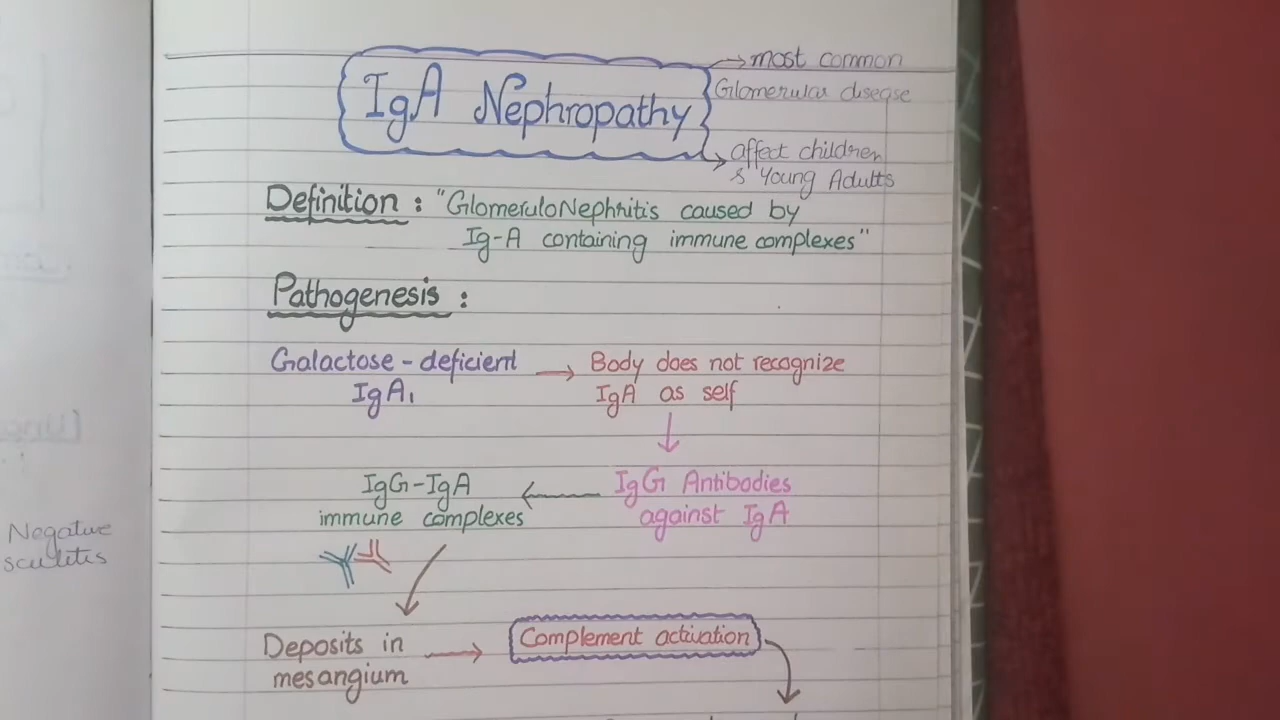 IgA Nephropathy
→ most common
Glomerular disease
→ affect children
& Young Adults
Definition : "GlomeruloNephritis caused by
Ig-A containing immune complexes"
Pathogenesis :
Galactose-deficient → Body does not recognize
IgA₁ IgA as self
↓
IgG-IgA ← IgG Antibodies
immune complexes against IgA
Deposits in → Complement activation
mesangium
Negative
sculitis